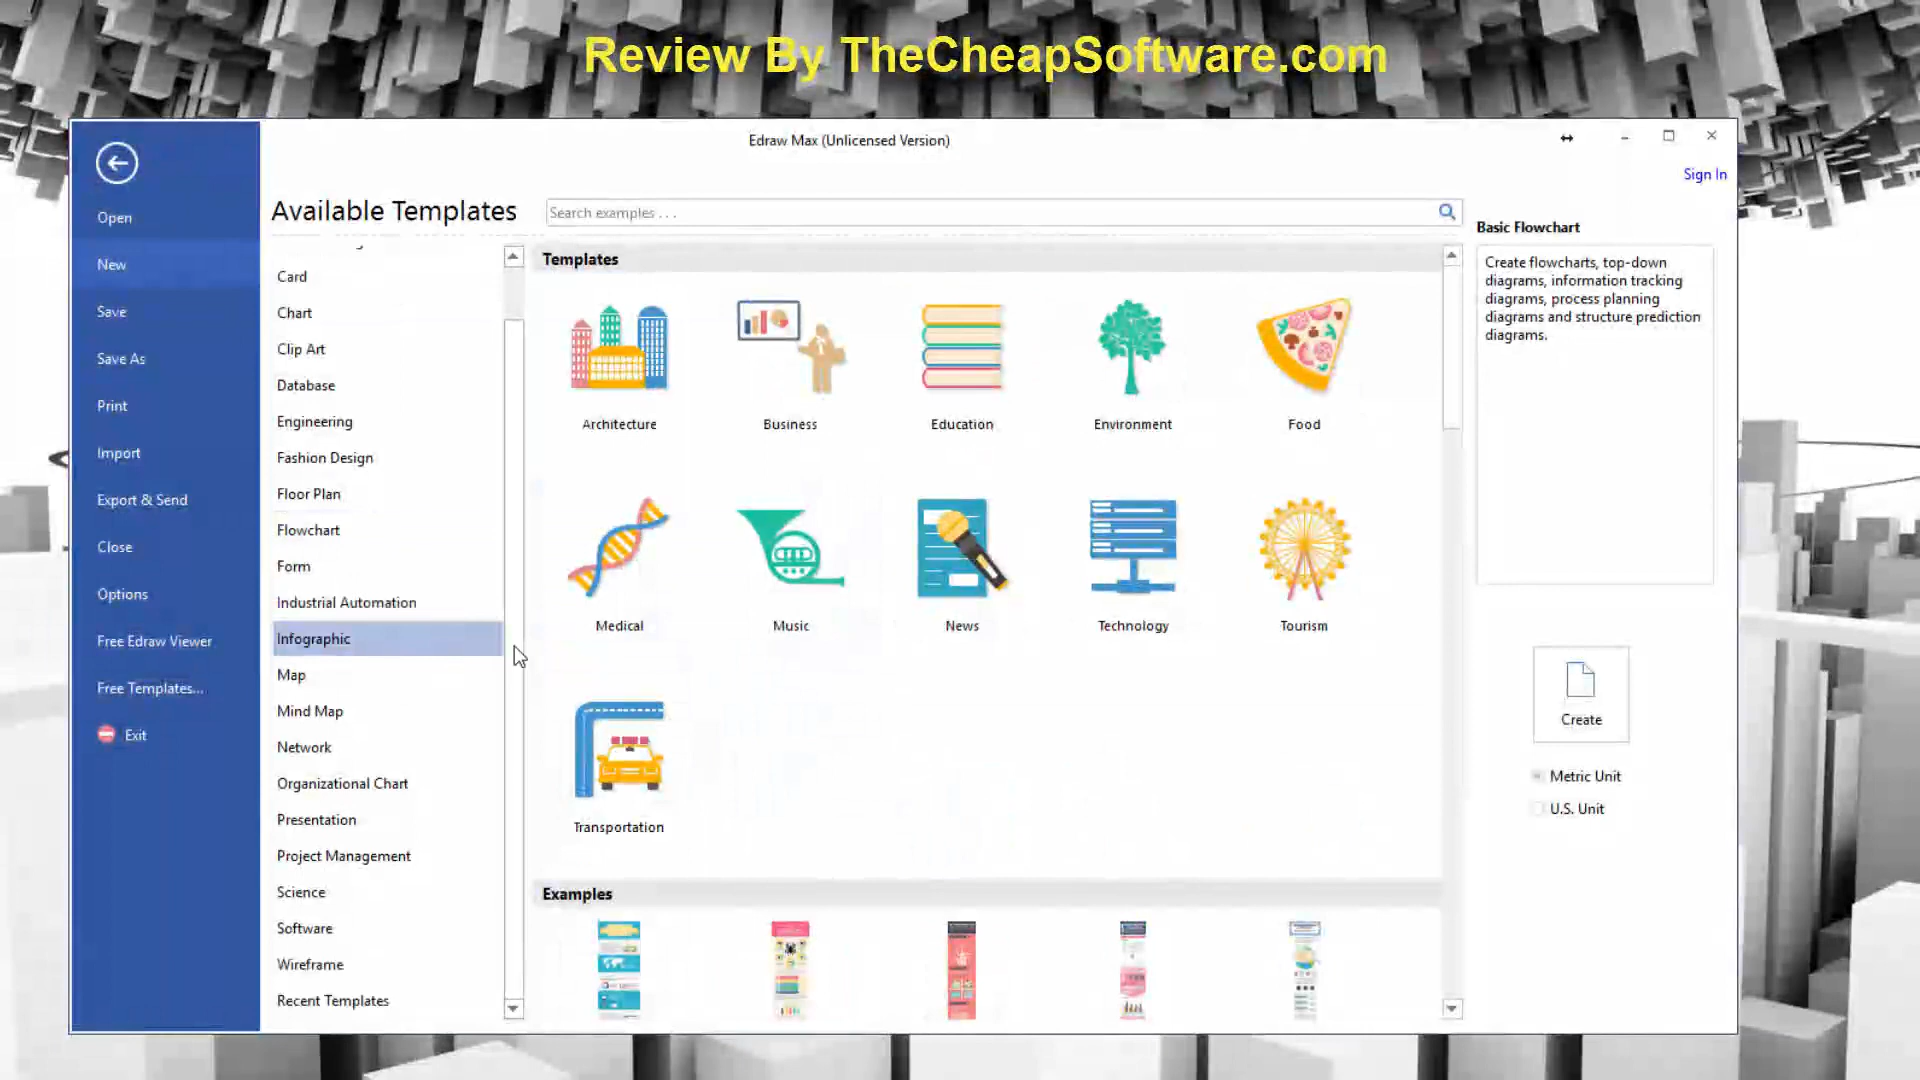 Review By TheCheapSoftware.com
Edraw Max (Unlicensed Version)
Sign In
Open
New
Save
Save As
Print
Import
Export & Send
Close
Options
Free Edraw Viewer
Free Templates...
Exit
Available Templates
Search examples . . .
Card
Chart
Clip Art
Database
Engineering
Fashion Design
Floor Plan
Flowchart
Form
Industrial Automation
Infographic
Map
Mind Map
Network
Organizational Chart
Presentation
Project Management
Science
Software
Wireframe
Recent Templates
Templates
Architecture
Business
Education
Environment
Food
Medical
Music
News
Technology
Tourism
Transportation
Examples
Basic Flowchart
Create flowcharts, top-down
diagrams, information tracking
diagrams, process planning
diagrams and structure prediction
diagrams.
Create
Metric Unit
U.S. Unit